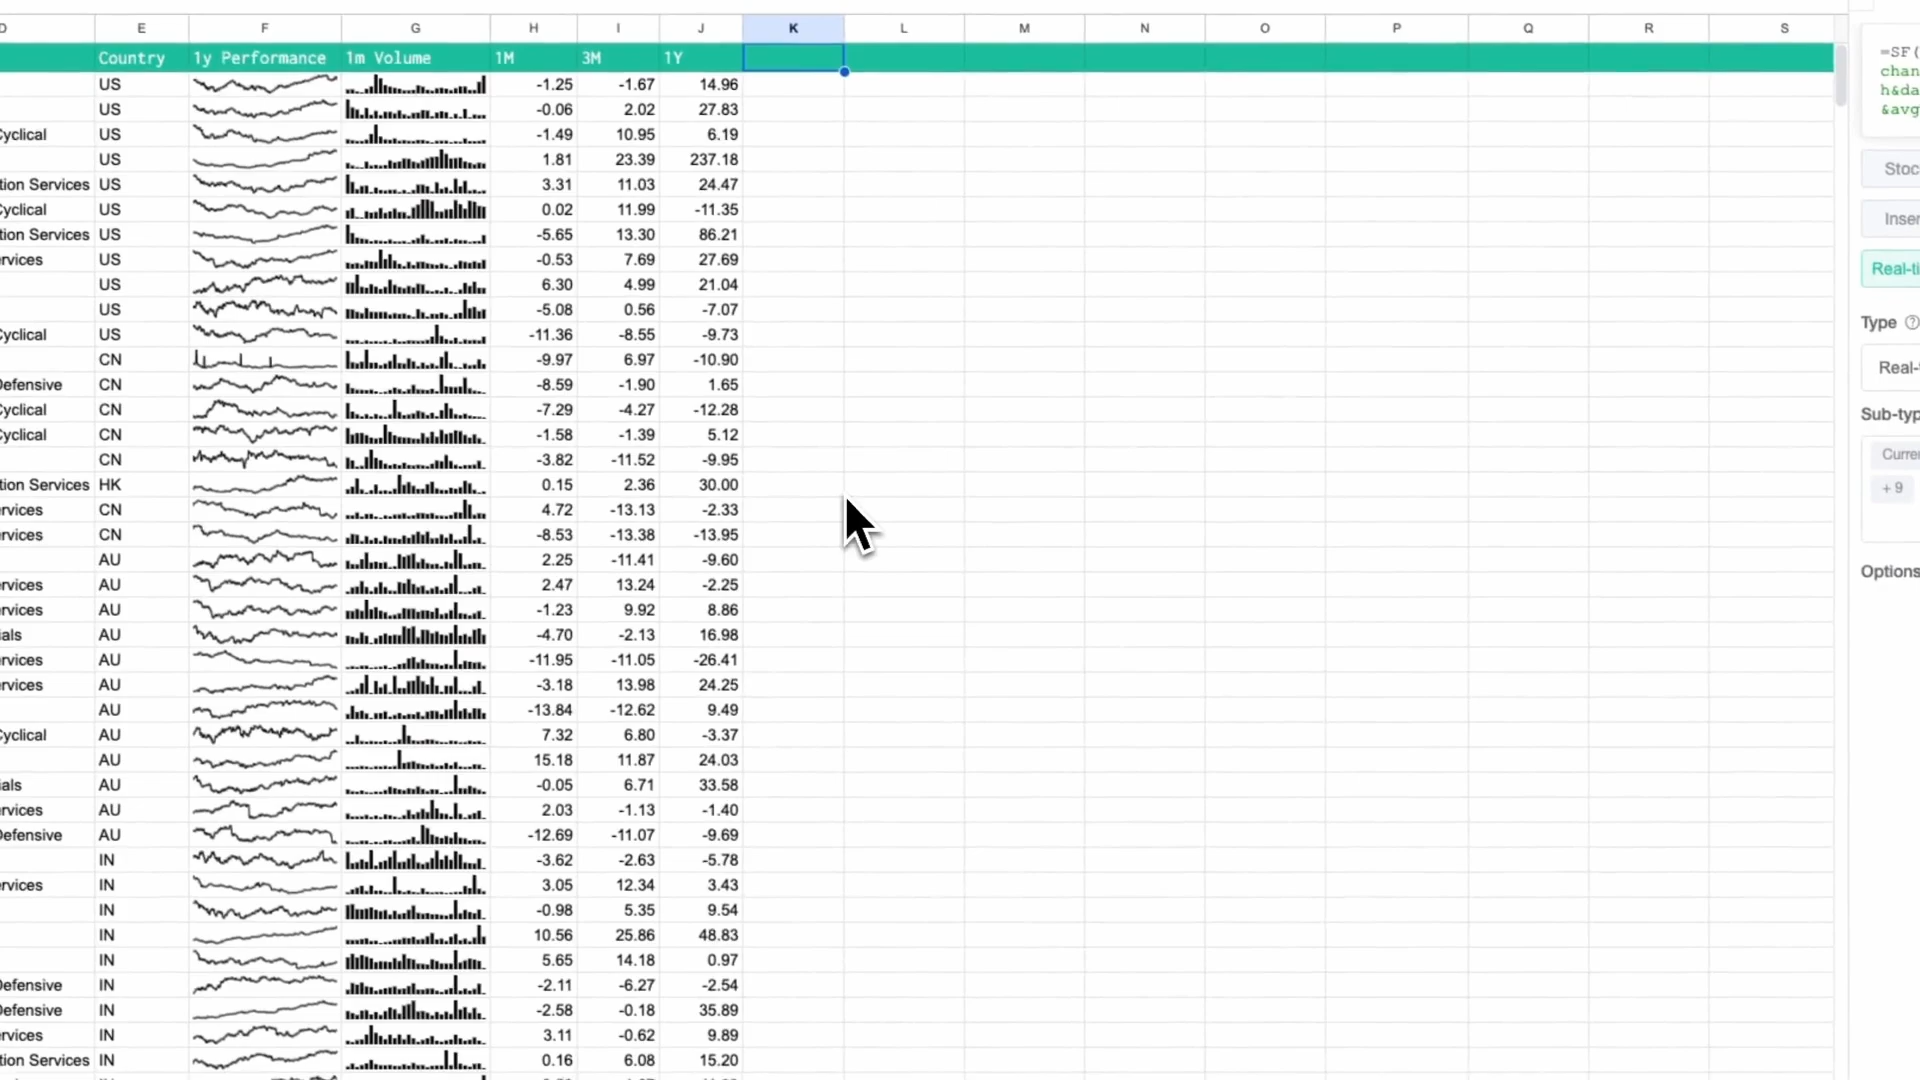 D E F G H I J K L M N O P Q R S
Country 1y Performance 1m Volume 1M 3M 1Y
US -1.25 -1.67 14.96
US -0.06 2.02 27.83
Cyclical US -1.49 10.95 6.19
US 1.81 23.39 237.18
tion Services US 3.31 11.03 24.47
Cyclical US 0.02 11.99 -11.35
tion Services US -5.65 13.30 86.21
ervices US -0.53 7.69 27.69
US 6.30 4.99 21.04
US -5.08 0.56 -7.07
Cyclical US -11.36 -8.55 -9.73
CN -9.97 6.97 -10.90
Defensive CN -8.59 -1.90 1.65
Cyclical CN -7.29 -4.27 -12.28
Cyclical CN -1.58 -1.39 5.12
CN -3.82 -11.52 -9.95
tion Services HK 0.15 2.36 30.00
ervices CN 4.72 -13.13 -2.33
ervices CN -8.53 -13.38 -13.95
AU 2.25 -11.41 -9.60
ervices AU 2.47 13.24 -2.25
ervices AU -1.23 9.92 8.86
ials AU -4.70 -2.13 16.98
ervices AU -11.95 -11.05 -26.41
ervices AU -3.18 13.98 24.25
AU -13.84 -12.62 9.49
Cyclical AU 7.32 6.80 -3.37
AU 15.18 11.87 24.03
ials AU -0.05 6.71 33.58
ervices AU 2.03 -1.13 -1.40
Defensive AU -12.69 -11.07 -9.69
IN -3.62 -2.63 -5.78
ervices IN 3.05 12.34 3.43
IN -0.98 5.35 9.54
IN 10.56 25.86 48.83
IN 5.65 14.18 0.97
Defensive IN -2.11 -6.27 -2.54
Defensive IN -2.58 -0.18 35.89
ervices IN 3.11 -0.62 9.89
tion Services IN 0.16 6.08 15.20
=SF(
chan
h&da
&avg
Stoc
Inser
Real-ti
Type
Real-
Sub-typ
Curre
+ 9
Options